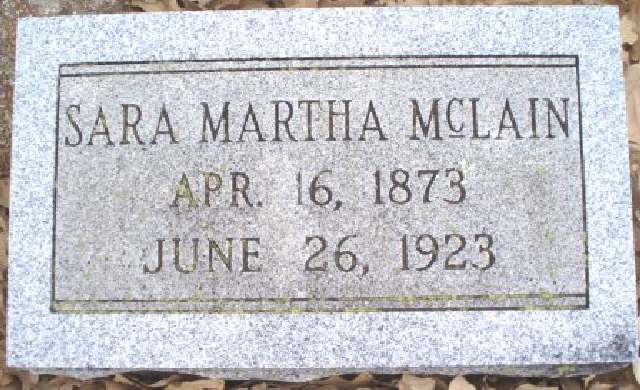 SARA MARTHA McLAIN
APR. 16, 1873
JUNE 26, 1923